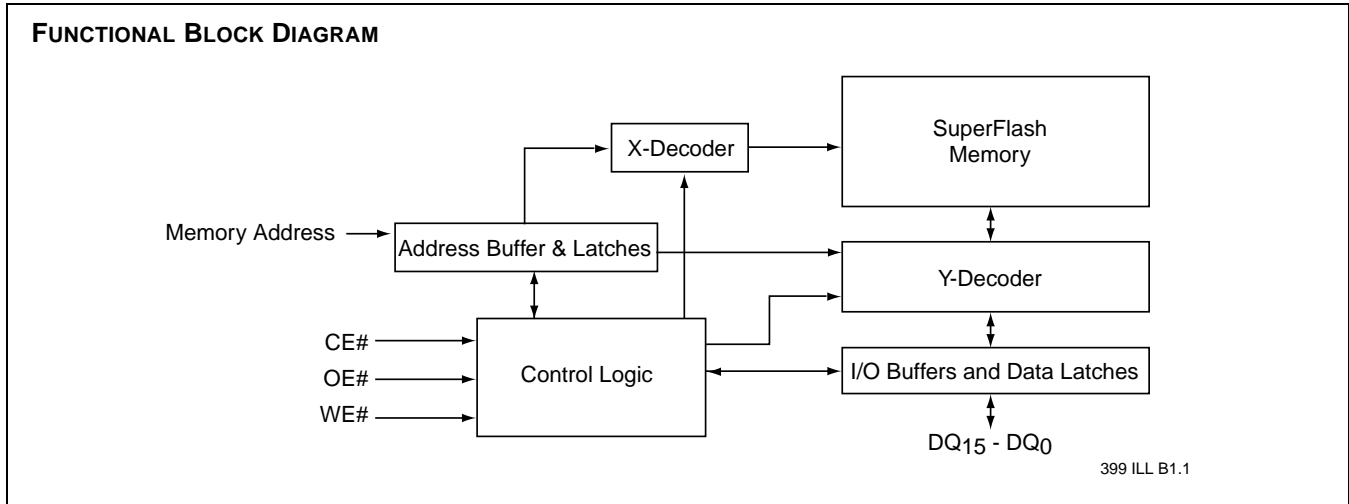 FUNCTIONAL BLOCK DIAGRAM
SuperFlash
Memory
X-Decoder
Memory Address
Address Buffer & Latches
Y-Decoder
CE#
OE#
WE#
Control Logic
I/O Buffers and Data Latches
DQ15 - DQ0
399 ILL B1.1